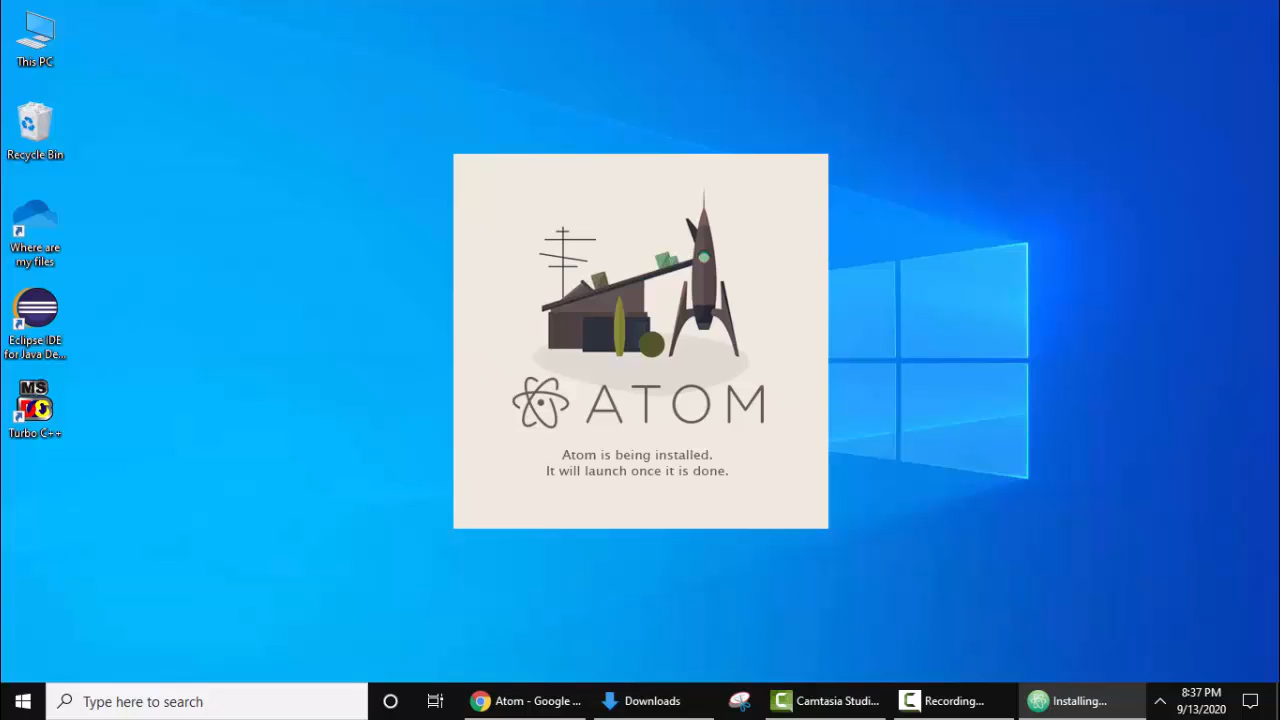 This PC
Recycle Bin
Where are
my files
Eclipse IDE
for Java De...
MS
Turbo C++
ATOM
Atom is being installed.
It will launch once it is done.
Type here to search
Atom - Google ...
Downloads
Camtasia Studi...
Recording...
Installing...
8:37 PM
9/13/2020